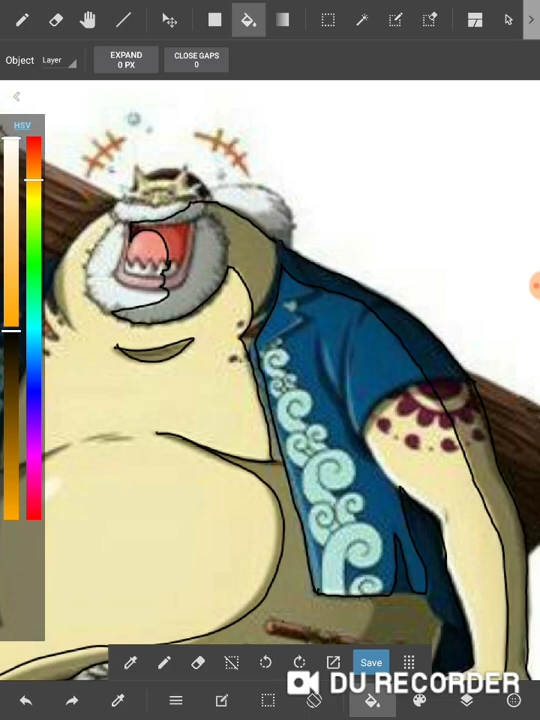 Object Layer
EXPAND
0 PX
CLOSE GAPS
0
HSV
Save
DU RECORDER